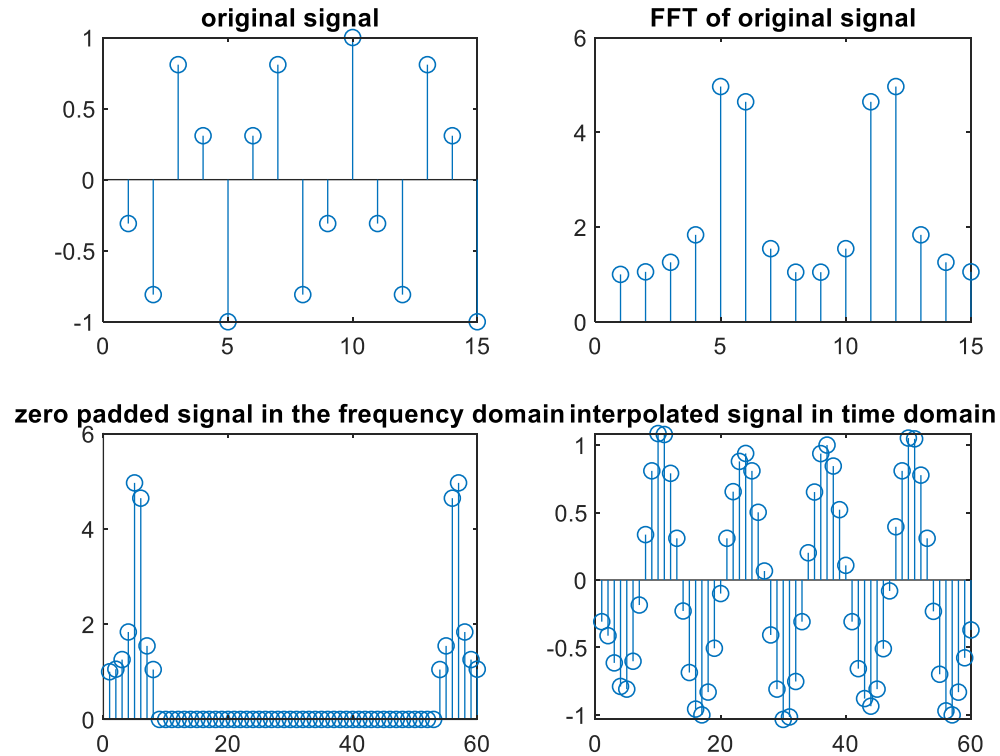 original signal
1
0.5
0
-0.5
-1
0 5 10 15
FFT of original signal
6
4
2
0
0 5 10 15
zero padded signal in the frequency domain
6
4
2
0
0 20 40 60
interpolated signal in time domain
1
0.5
0
-0.5
-1
0 20 40 60